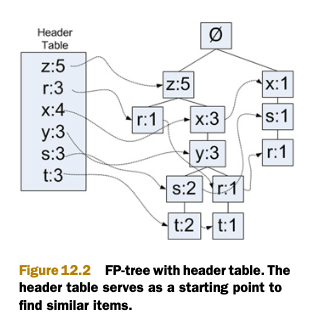 Header
Table
z:5
r:3
x:4
y:3
s:3
t:3
Ø
z:5
x:1
r:1
x:3
s:1
y:3
r:1
s:2
r:1
t:2
t:1
Figure 12.2 FP-tree with header table. The
header table serves as a starting point to
find similar items.